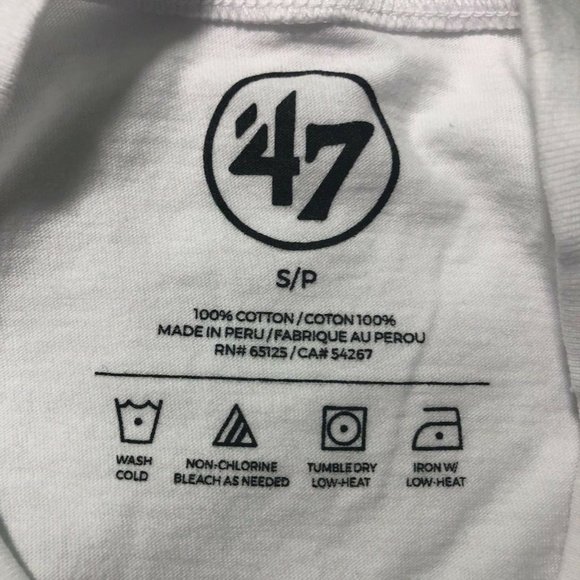 '47
S/P
100% COTTON / COTON 100%
MADE IN PERU / FABRIQUE AU PEROU
RN# 65125 / CA# 54267
WASH COLD
NON-CHLORINE BLEACH AS NEEDED
TUMBLE DRY LOW-HEAT
IRON W/ LOW-HEAT